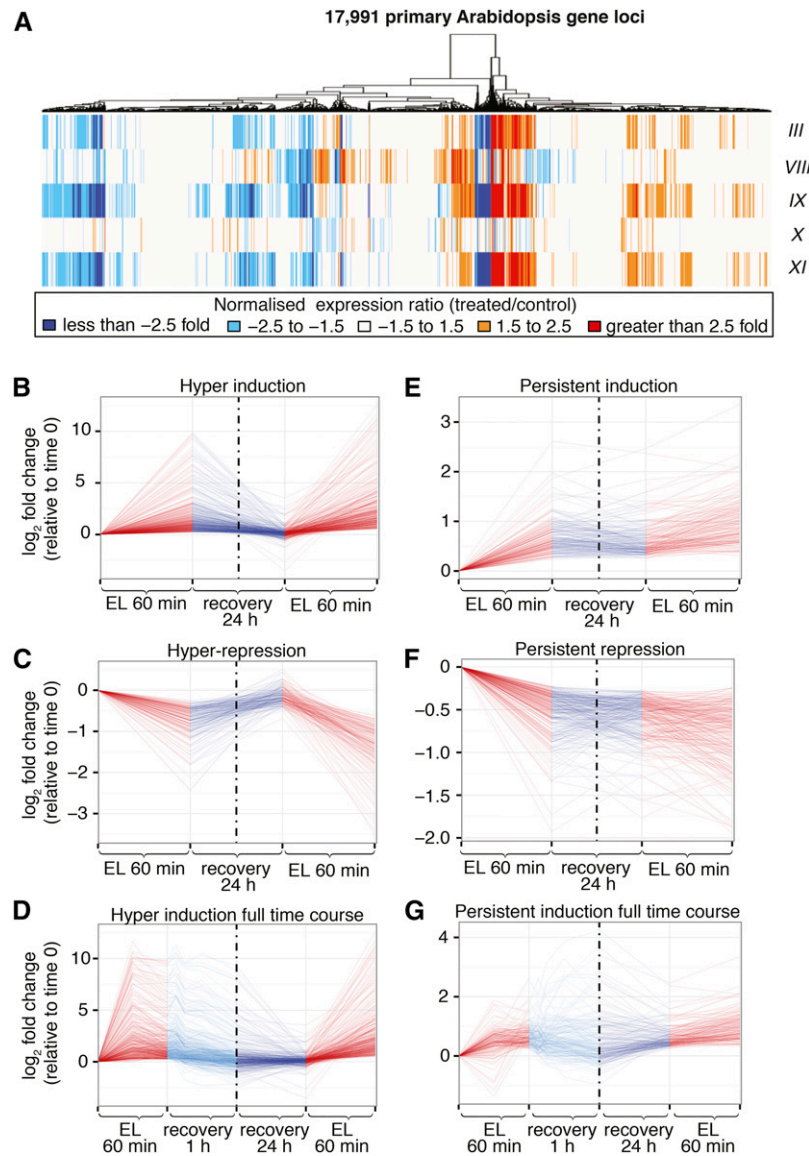 A
17,991 primary Arabidopsis gene loci
III
VIII
IX
X
XI
Normalised expression ratio (treated/control)
less than −2.5 fold −2.5 to −1.5 −1.5 to 1.5 1.5 to 2.5 greater than 2.5 fold
B
Hyper induction
log2 fold change
(relative to time 0)
10
5
0
EL 60 min recovery EL 60 min
24 h
E
Persistent induction
3
2
1
0
EL 60 min recovery EL 60 min
24 h
C
Hyper-repression
log2 fold change
(relative to time 0)
0
−1
−2
−3
EL 60 min recovery EL 60 min
24 h
F
Persistent repression
0
−0.5
−1.0
−1.5
−2.0
EL 60 min recovery EL 60 min
24 h
D
Hyper induction full time course
log2 fold change
(relative to time 0)
10
5
0
EL recovery recovery EL
60 min 1 h 24 h 60 min
G
Persistent induction full time course
4
2
0
EL recovery recovery EL
60 min 1 h 24 h 60 min